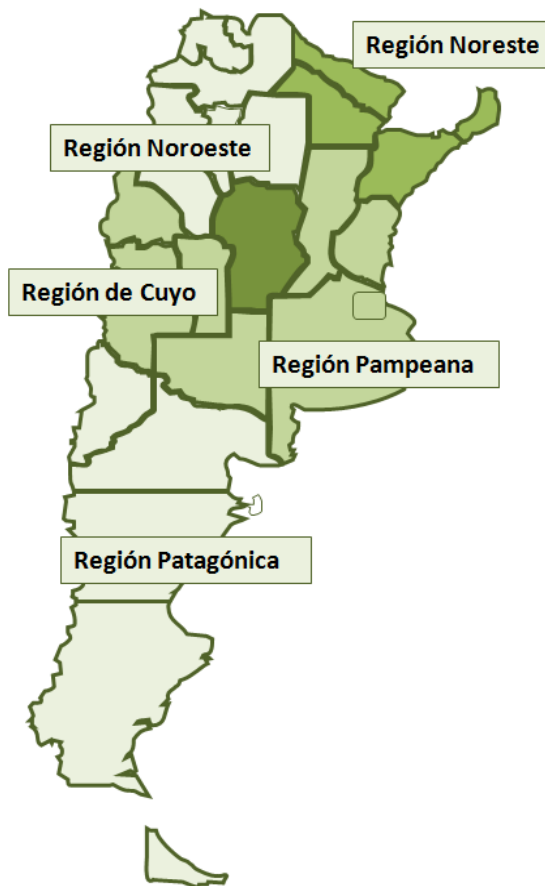 Región Noreste
Región Noroeste
Región de Cuyo
Región Pampeana
Región Patagónica